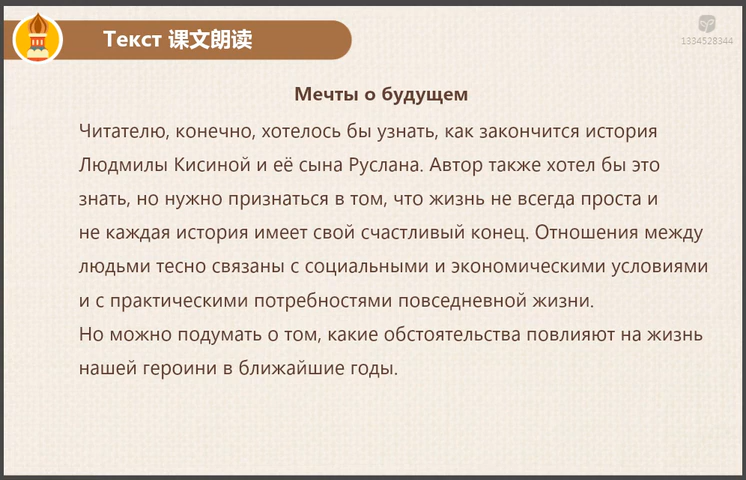 Текст 课文朗读
1334528344
Мечты о будущем
Читателю, конечно, хотелось бы узнать, как закончится история
Людмилы Кисиной и её сына Руслана. Автор также хотел бы это
знать, но нужно признаться в том, что жизнь не всегда проста и
не каждая история имеет свой счастливый конец. Отношения между
людьми тесно связаны с социальными и экономическими условиями
и с практическими потребностями повседневной жизни.
Но можно подумать о том, какие обстоятельства повлияют на жизнь
нашей героини в ближайшие годы.